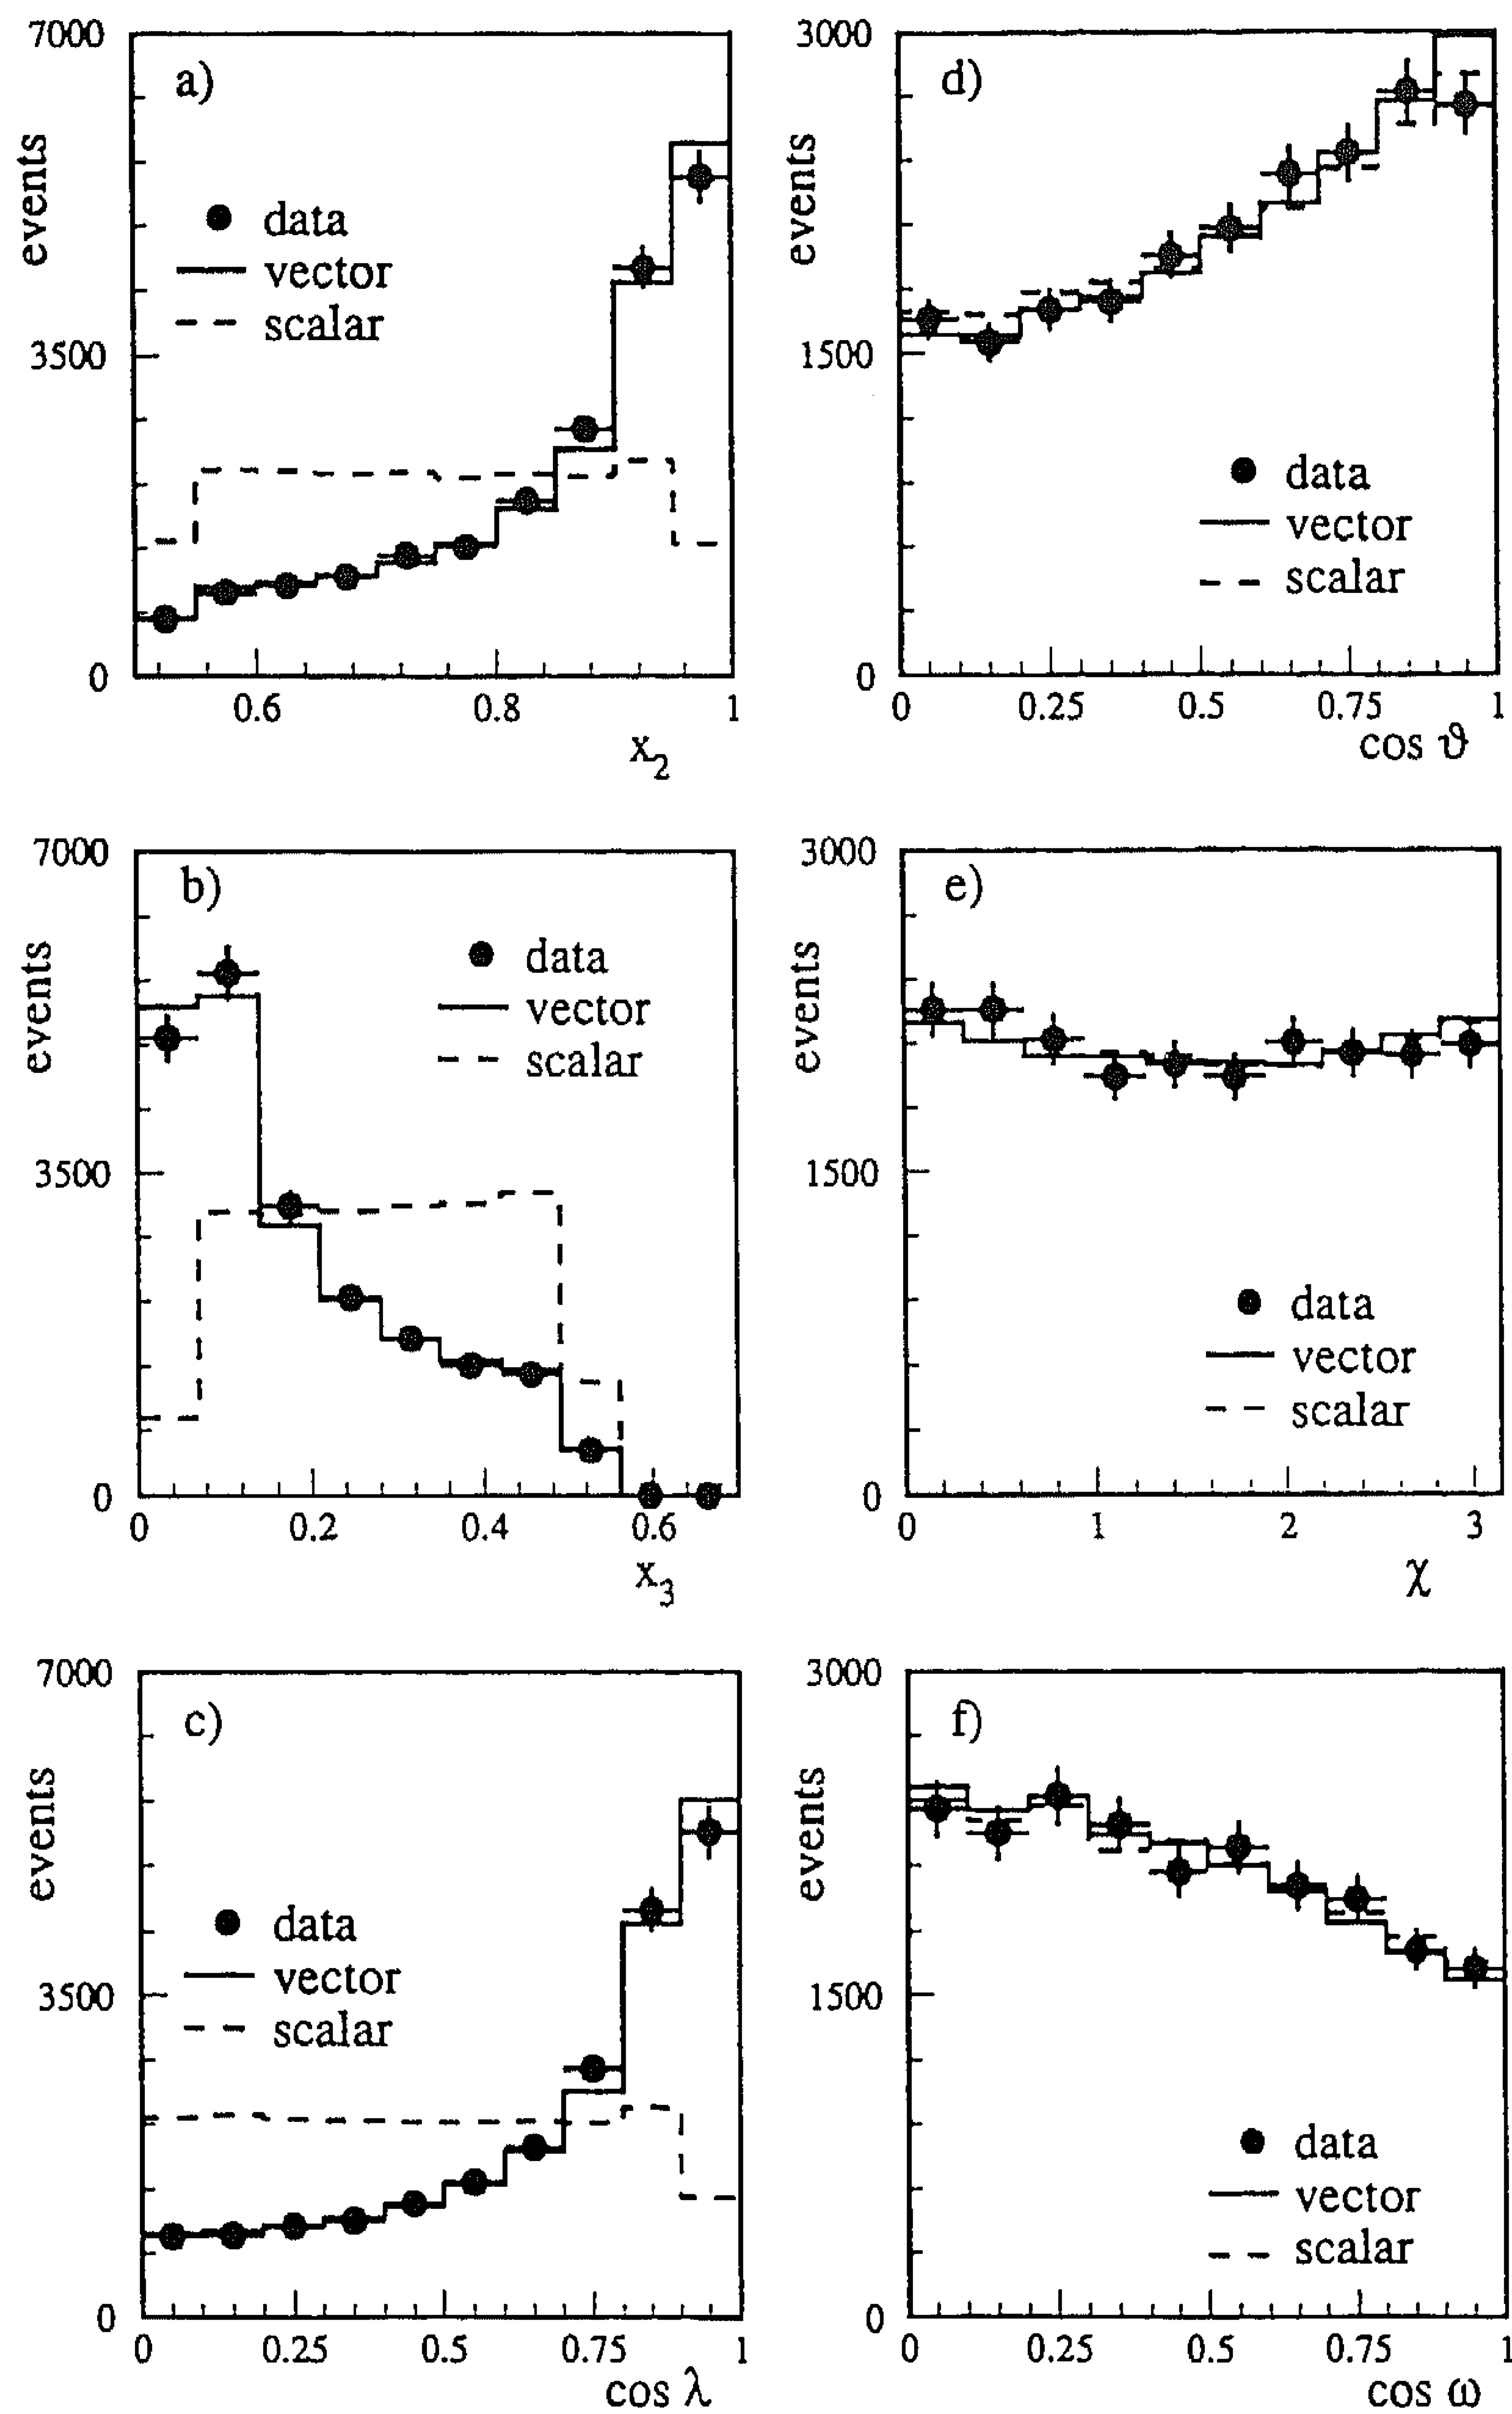 a)
7000
3500
0
events
data
vector
scalar
0.6 0.8 1
x2
d)
3000
1500
0
events
data
vector
scalar
0 0.25 0.5 0.75 1
cos ϑ
b)
7000
3500
0
events
data
vector
scalar
0 0.2 0.4 0.6
x3
e)
3000
1500
0
events
data
vector
scalar
0 1 2 3
χ
c)
7000
3500
0
events
data
vector
scalar
0 0.25 0.5 0.75 1
cos λ
f)
3000
1500
0
events
data
vector
scalar
0 0.25 0.5 0.75 1
cos ω